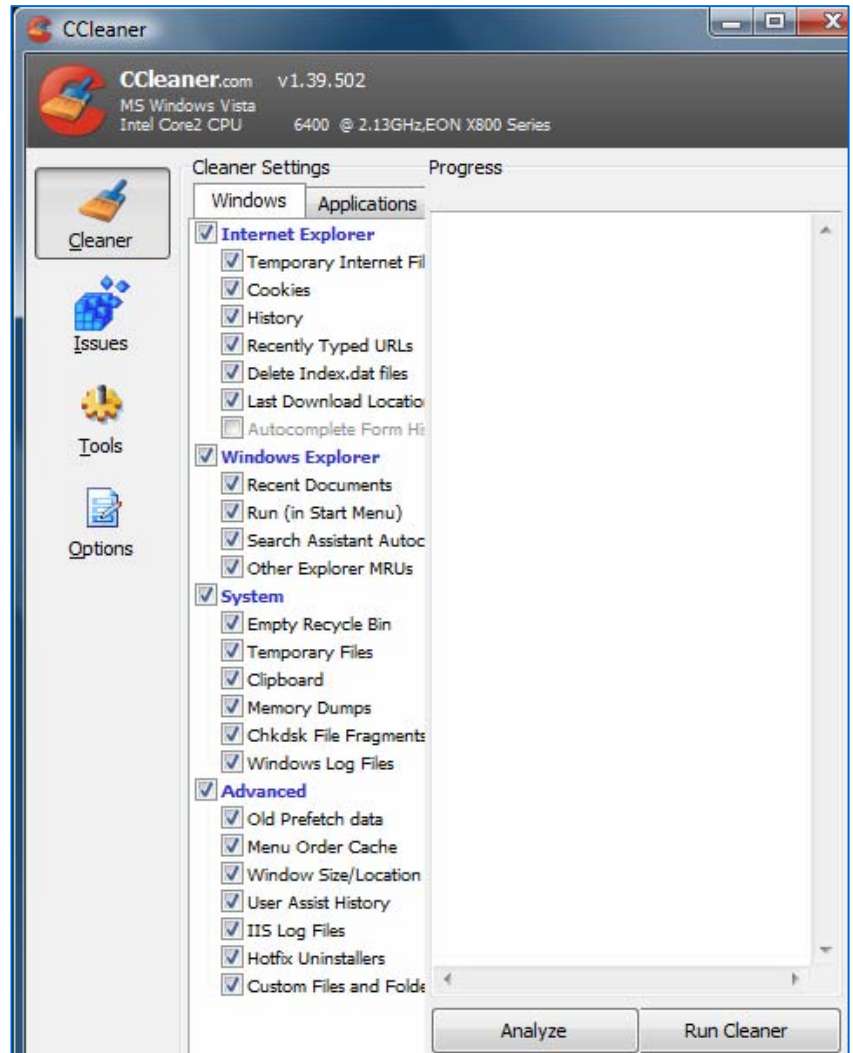 CCleaner
CCleaner.com v1.39.502
MS Windows Vista
Intel Core2 CPU 6400 @ 2.13GHz,EON X800 Series
Cleaner
Issues
Tools
Options
Cleaner Settings
Windows Applications
Internet Explorer
Temporary Internet Fil
Cookies
History
Recently Typed URLs
Delete Index.dat files
Last Download Locatio
Autocomplete Form Hi
Windows Explorer
Recent Documents
Run (in Start Menu)
Search Assistant Autoc
Other Explorer MRUs
System
Empty Recycle Bin
Temporary Files
Clipboard
Memory Dumps
Chkdsk File Fragments
Windows Log Files
Advanced
Old Prefetch data
Menu Order Cache
Window Size/Location
User Assist History
IIS Log Files
Hotfix Uninstallers
Custom Files and Folde
Progress
Analyze
Run Cleaner